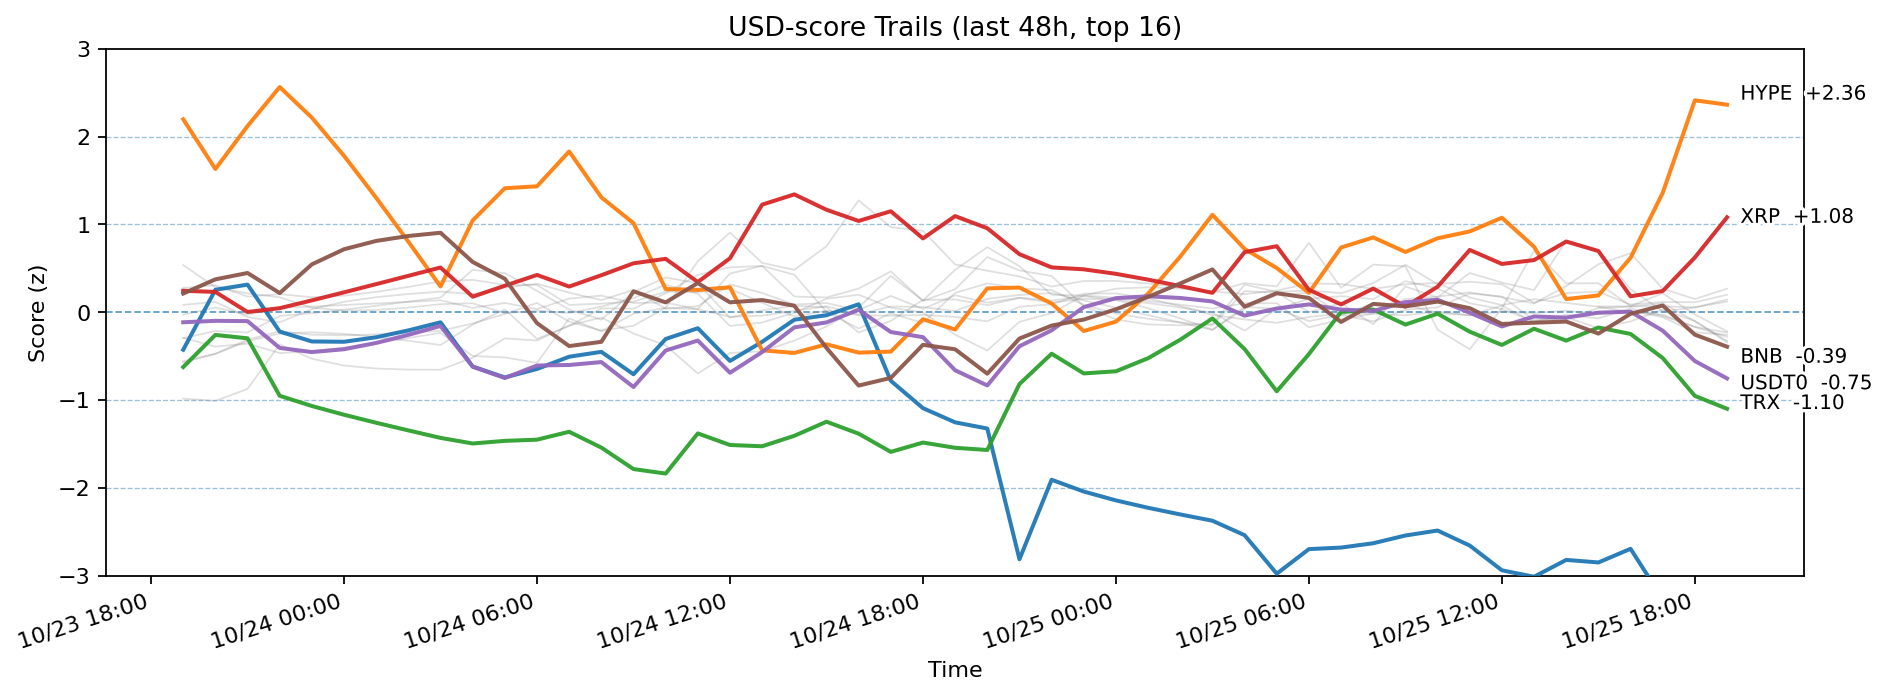 USD-score Trails (last 48h, top 16)
Score (z)
3
2
1
0
−1
−2
−3
HYPE +2.36
XRP +1.08
BNB -0.39
USDT0 -0.75
TRX -1.10
10/23 18:00
10/24 00:00
10/24 06:00
10/24 12:00
10/24 18:00
10/25 00:00
10/25 06:00
10/25 12:00
10/25 18:00
Time